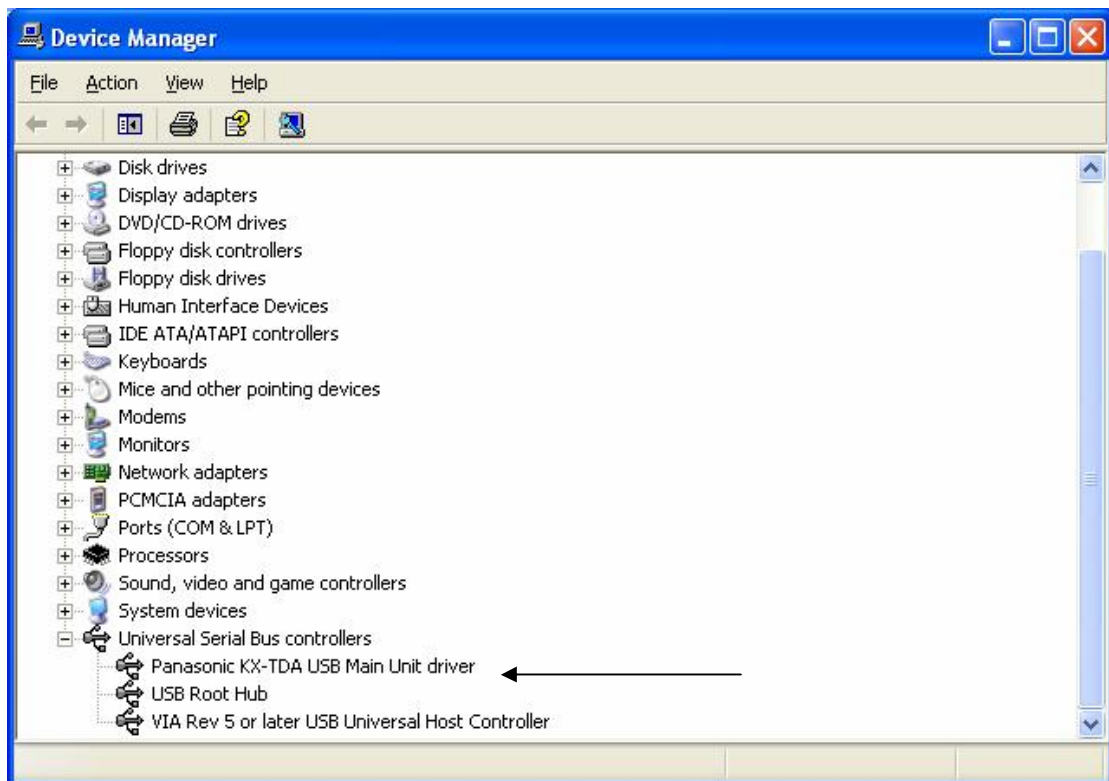 Device Manager
File Action View Help
Disk drives
Display adapters
DVD/CD-ROM drives
Floppy disk controllers
Floppy disk drives
Human Interface Devices
IDE ATA/ATAPI controllers
Keyboards
Mice and other pointing devices
Modems
Monitors
Network adapters
PCMCIA adapters
Ports (COM & LPT)
Processors
Sound, video and game controllers
System devices
Universal Serial Bus controllers
Panasonic KX-TDA USB Main Unit driver
USB Root Hub
VIA Rev 5 or later USB Universal Host Controller